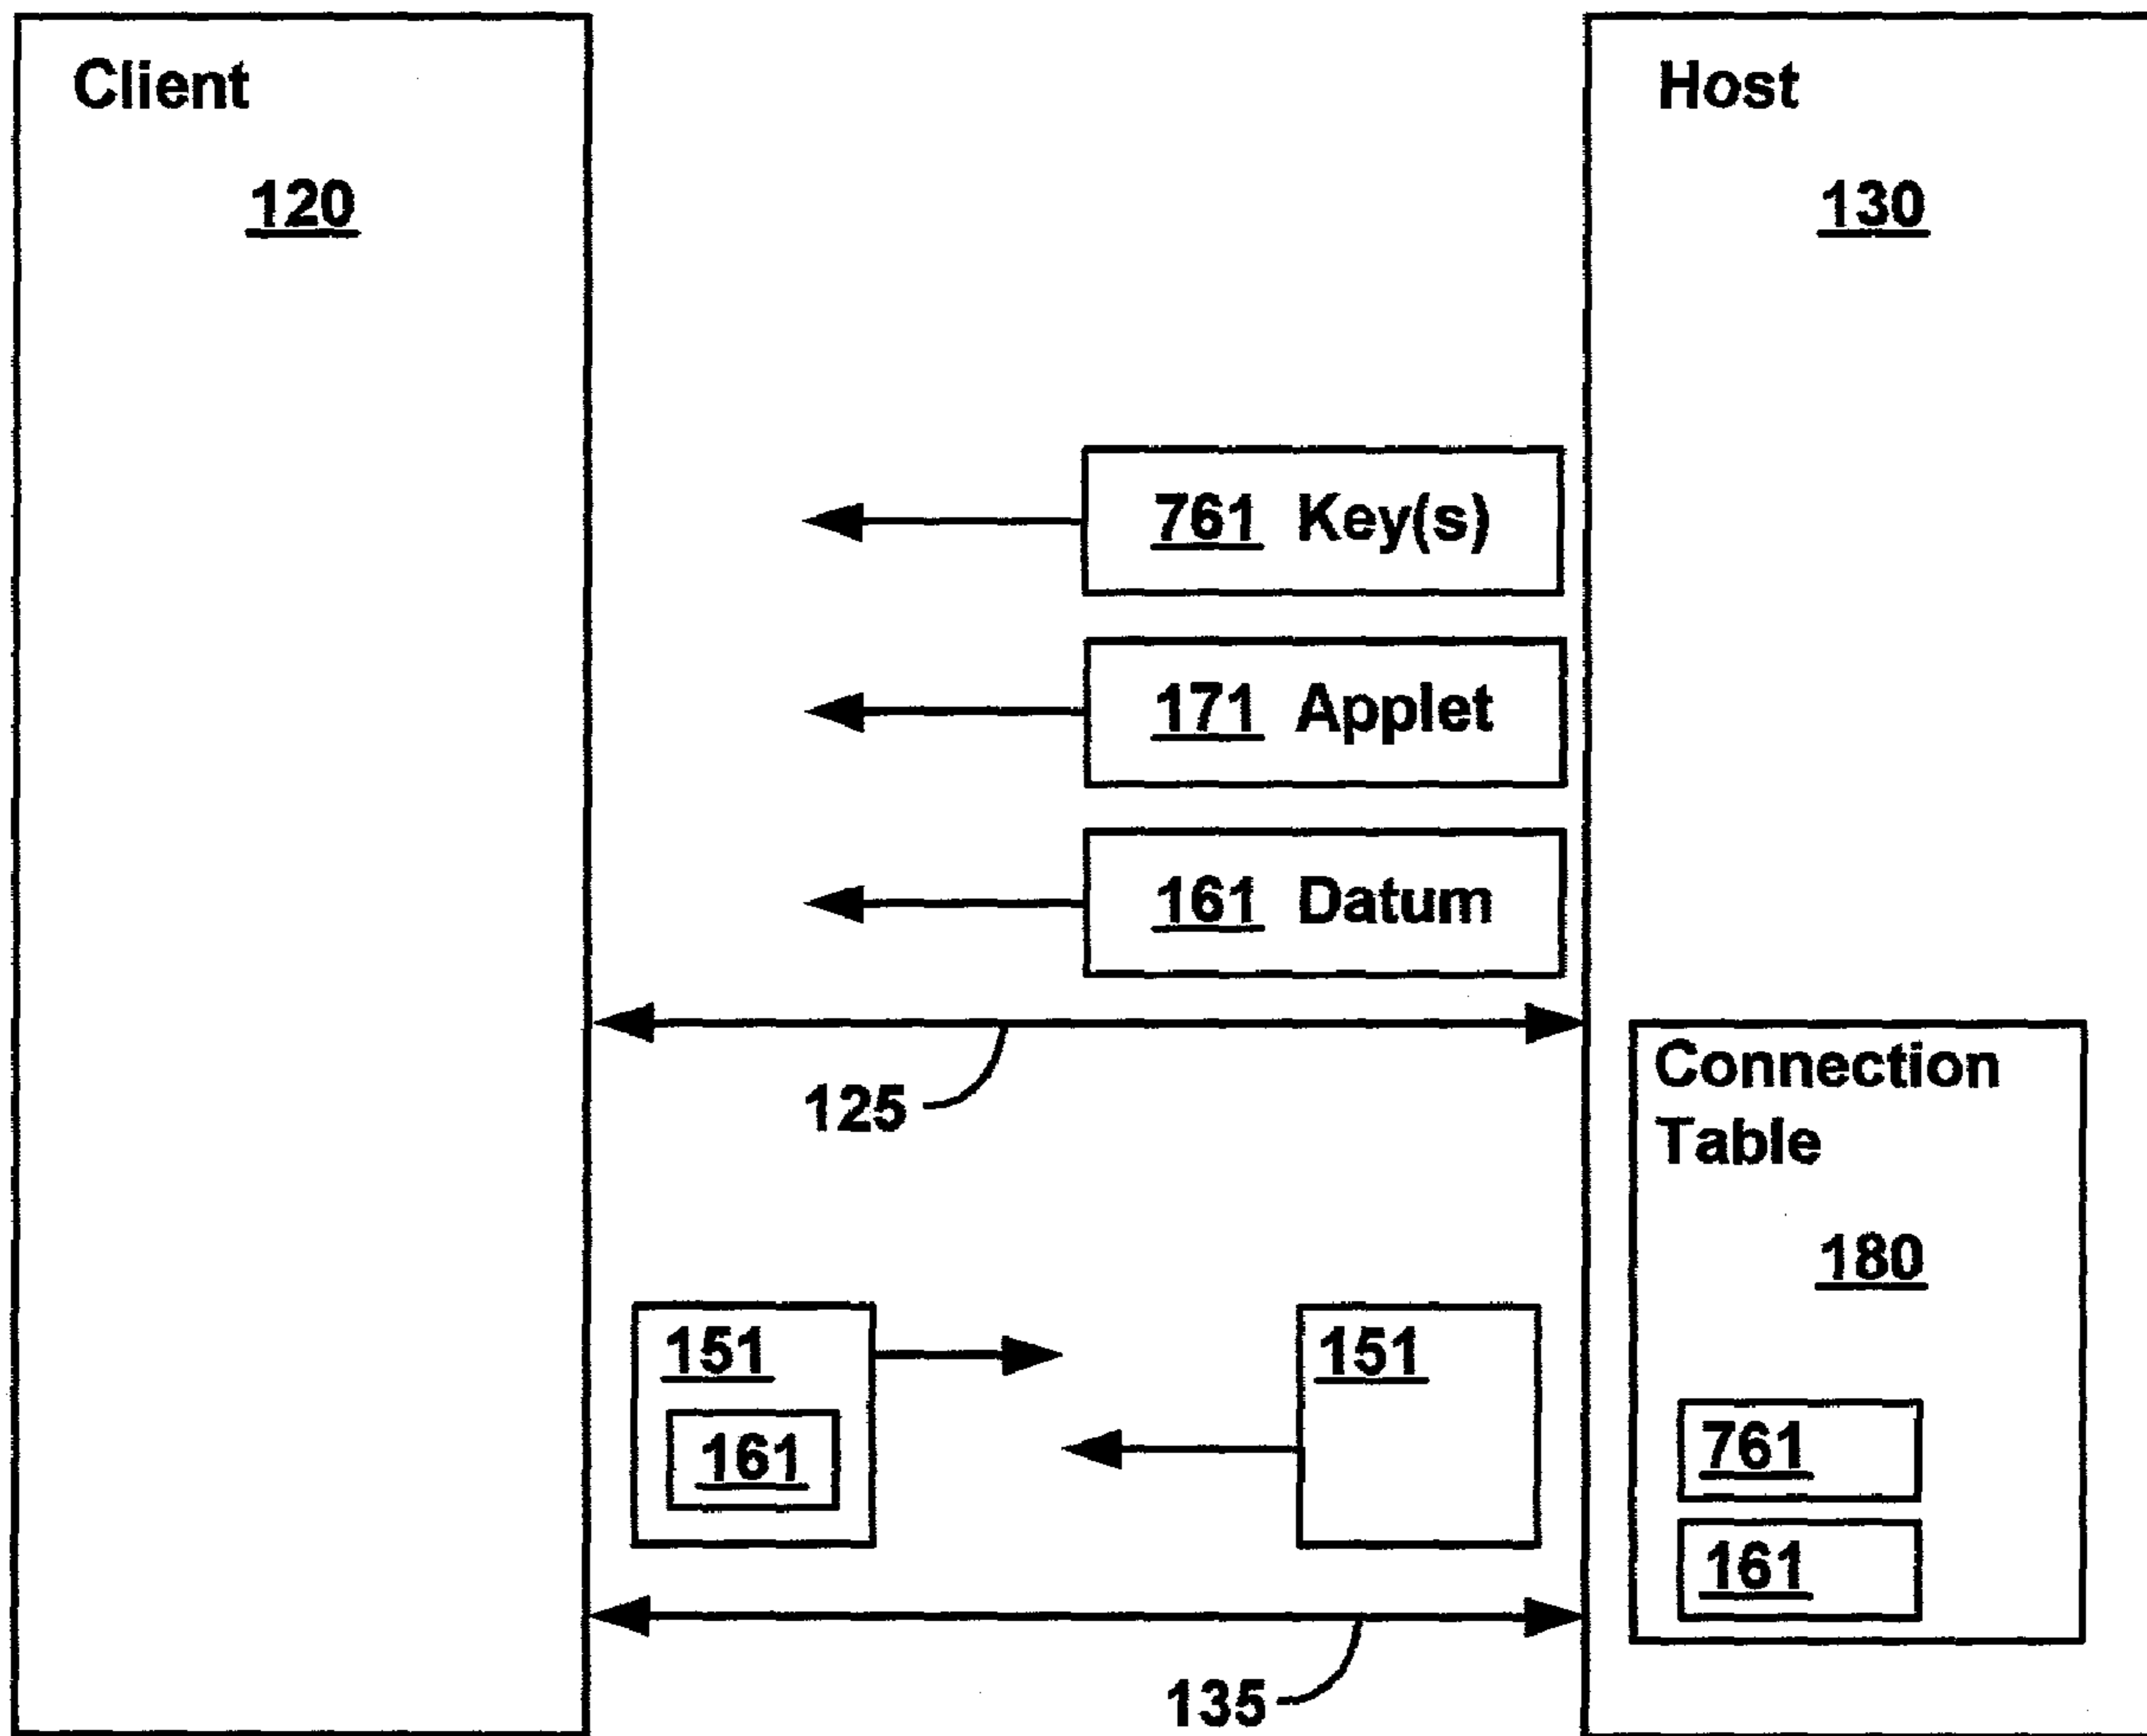 Client
120
Host
130
761 Key(s)
171 Applet
161 Datum
125
Connection
Table
180
151
161
151
761
161
135